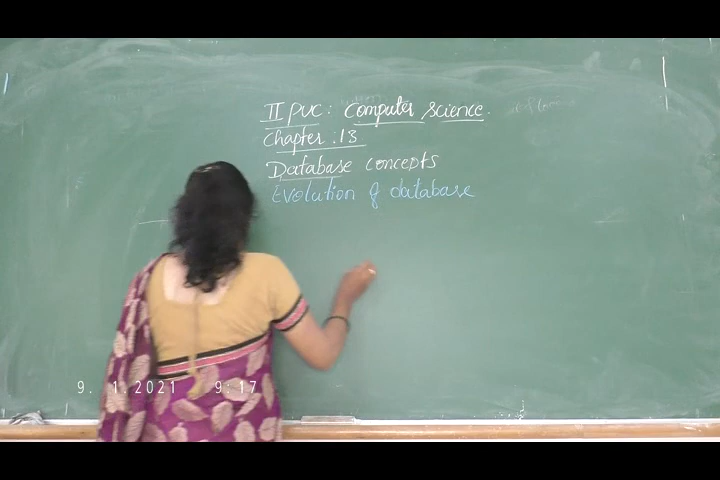 II PUC: Computer science.
Chapter: 13
Database concepts
Evolution of database
9. 1.2021 9:17